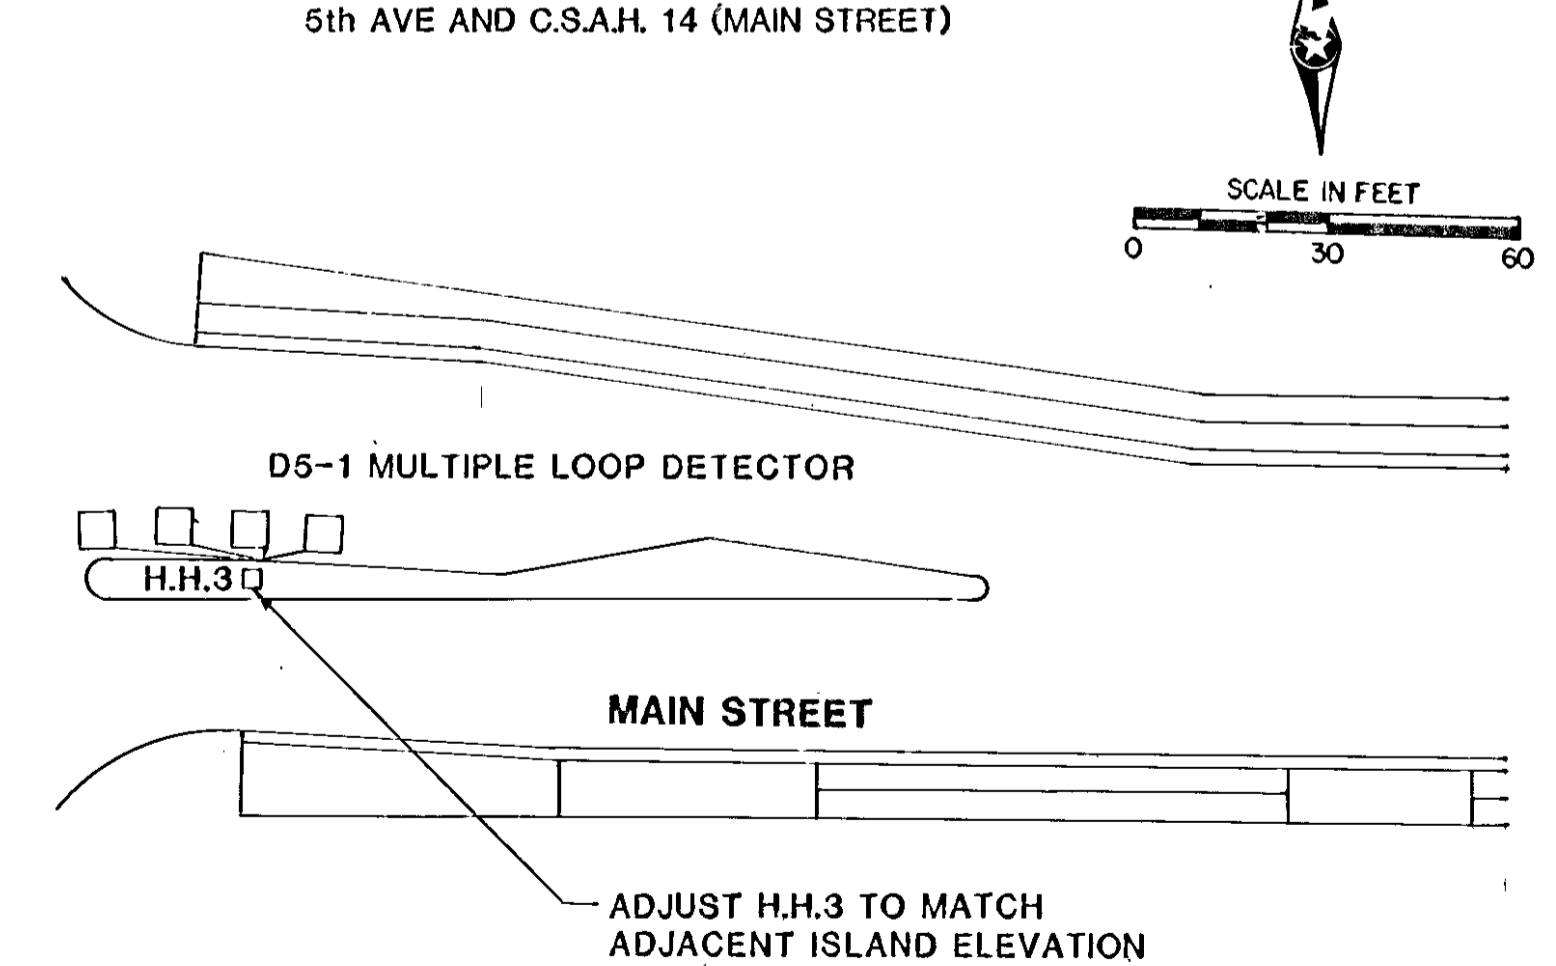 5th AVE AND C.S.A.H. 14 (MAIN STREET)
SCALE IN FEET
0 30 60
D5-1 MULTIPLE LOOP DETECTOR
H.H.3
MAIN STREET
ADJUST H.H.3 TO MATCH
ADJACENT ISLAND ELEVATION